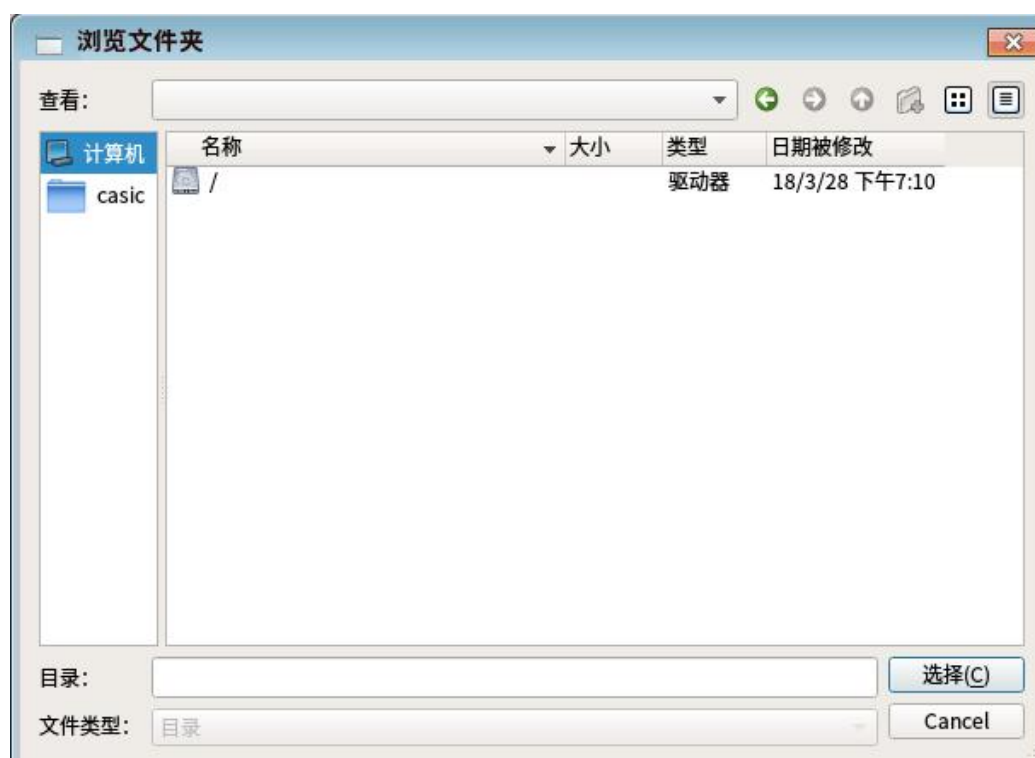 浏览文件夹
查看:
计算机
casic
名称 大小 类型 日期被修改
/ 驱动器 18/3/28 下午7:10
目录:
选择(C)
文件类型: 目录
Cancel